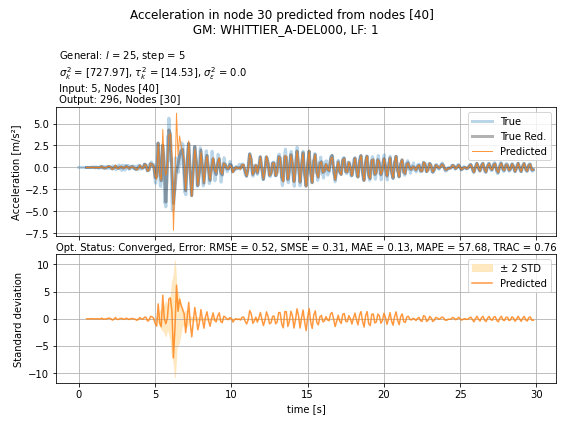 Acceleration in node 30 predicted from nodes [40]
GM: WHITTIER_A-DEL000, LF: 1
General: l = 25, step = 5
σ²ₖ = [727.97], τ²ₖ = [14.53], σ²ε = 0.0
Input: 5, Nodes [40]
Output: 296, Nodes [30]
Acceleration [m/s²]
5.0
2.5
0.0
−2.5
−5.0
−7.5
True
True Red.
Predicted
Opt. Status: Converged, Error: RMSE = 0.52, SMSE = 0.31, MAE = 0.13, MAPE = 57.68, TRAC = 0.76
Standard deviation
10
5
0
−5
−10
± 2 STD
Predicted
0 5 10 15 20 25 30
time [s]